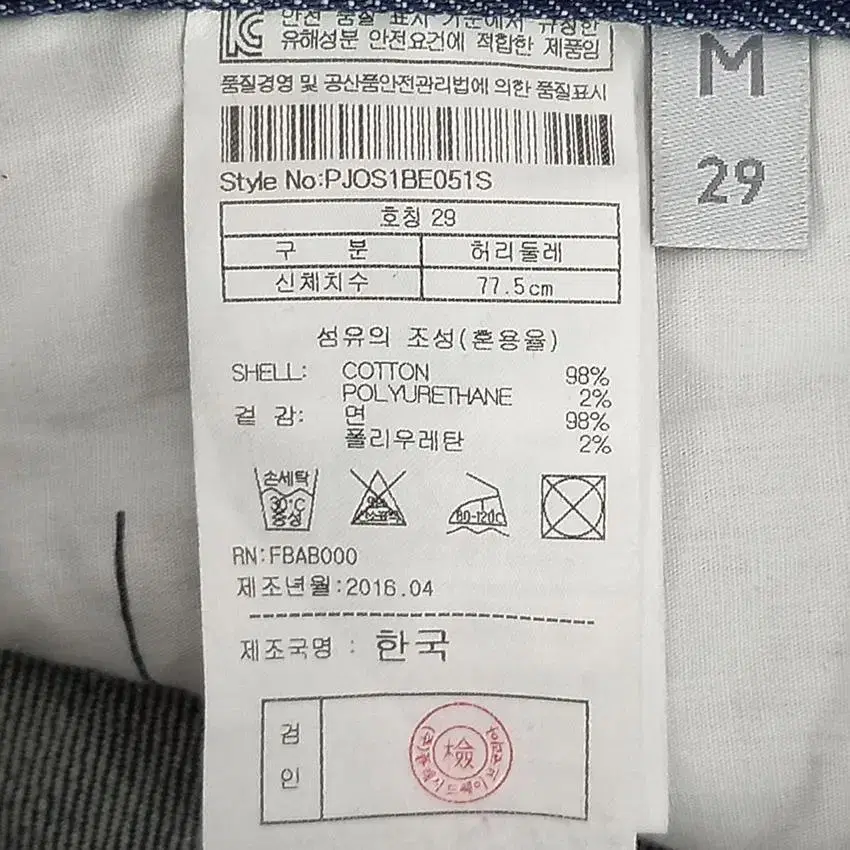 안전 품질 표시 기준에서 규정한
유해성분 안전요건에 적합한 제품임
품질경영 및 공산품안전관리법에 의한 품질표시
Style No:PJOS1BE051S
호칭 29
구 분 허리둘레
신체치수 77.5cm
섬유의 조성(혼용율)
SHELL: COTTON 98%
POLYURETHANE 2%
겉 감: 면 98%
폴리우레탄 2%
손세탁
30℃
중성
80-120℃
RN:FBAB000
제조년월:2016.04
제조국명 : 한국
검
인
檢
M
29